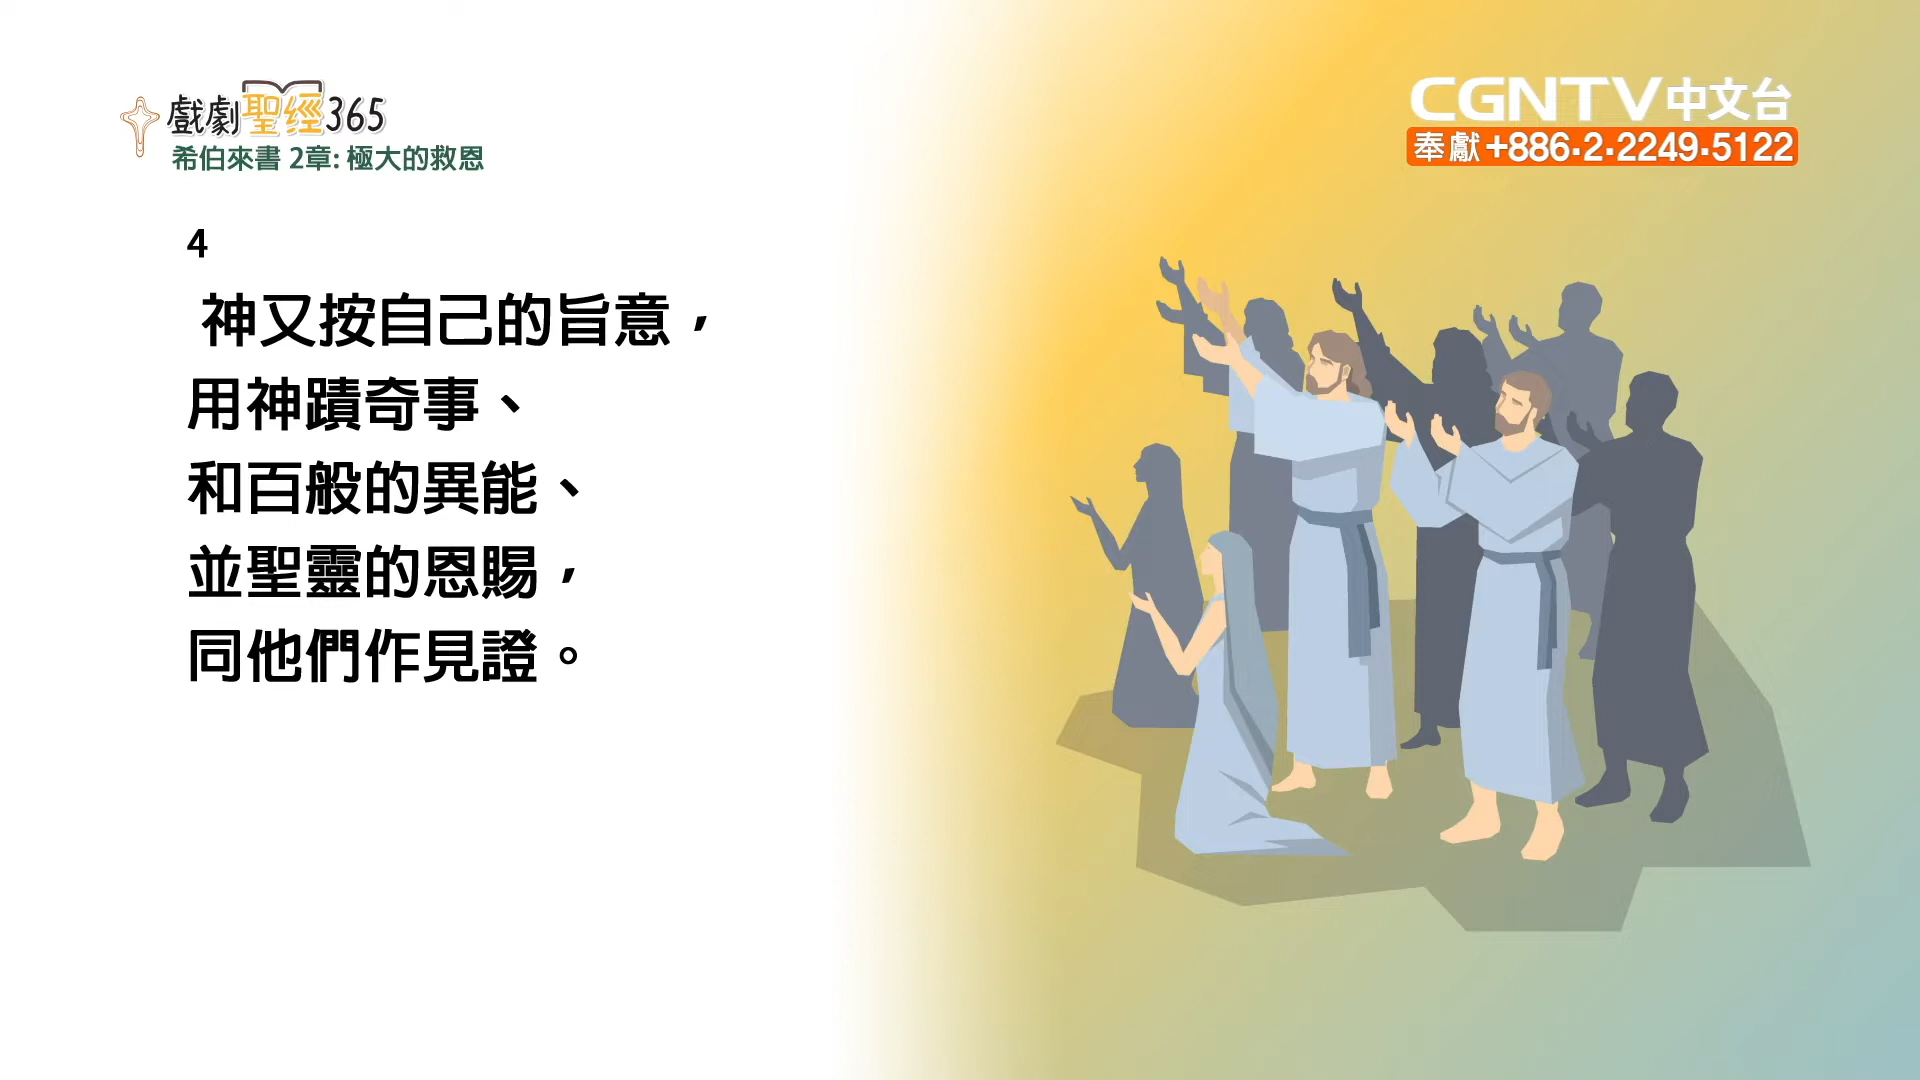 戲劇聖經365
希伯來書 2章: 極大的救恩
CGNTV中文台
奉獻 +886·2·2249·5122
4
神又按自己的旨意，
用神蹟奇事、
和百般的異能、
並聖靈的恩賜，
同他們作見證。